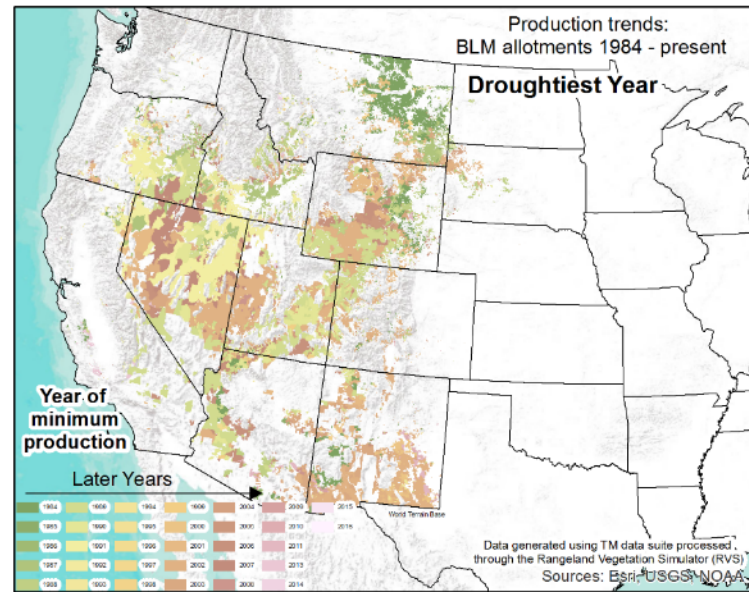 Production trends:
BLM allotments 1984 - present
Droughtiest Year
Year of
minimum
production
Later Years
1984 1989 1994 1999 2004 2009 2015
1985 1990 1995 2000 2005 2010 2016
1986 1991 1996 2001 2006 2011
1987 1992 1997 2002 2007 2013
1988 1993 1998 2003 2008 2014
World Terrain Base
Data generated using TM data suite processed
through the Rangeland Vegetation Simulator (RVS)
Sources: Esri, USGS, NOAA